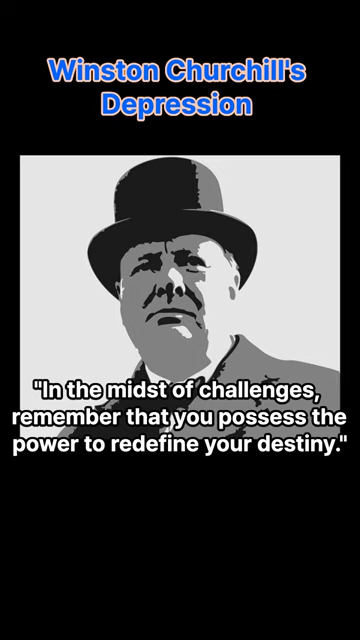 Winston Churchill's
Depression
"In the midst of challenges,
remember that you possess the
power to redefine your destiny."